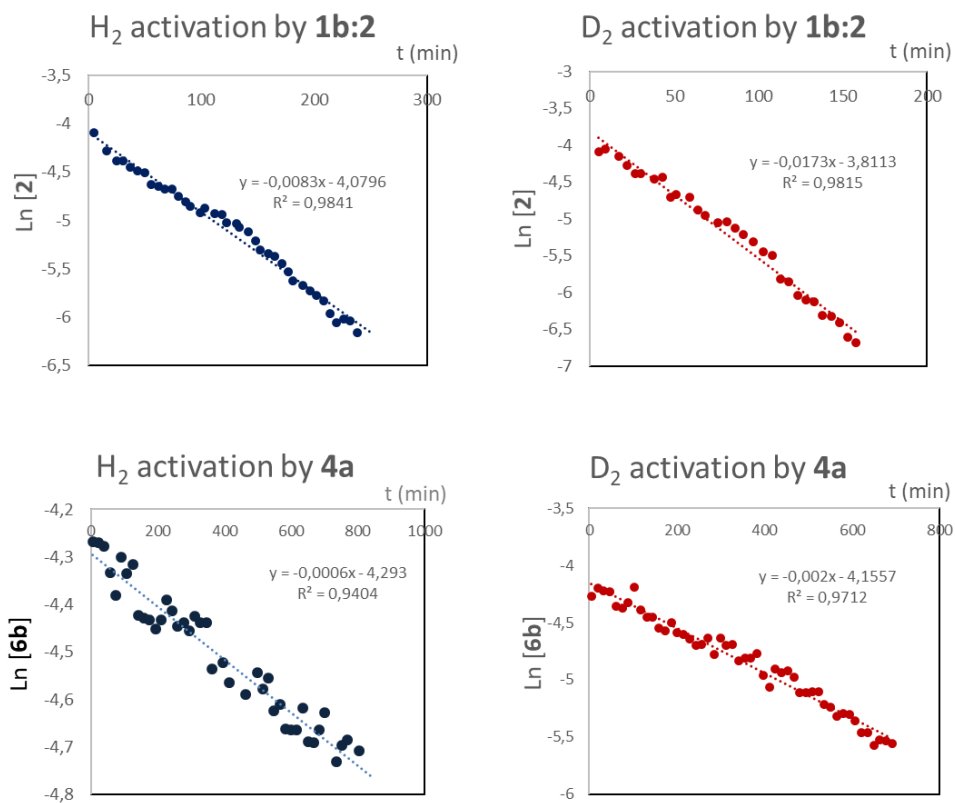 H2 activation by 1b:2
t (min)
-3,5
0
100
200
300
-4
-4,5
-5
-5,5
-6
-6,5
Ln [2]
y = -0,0083x - 4,0796
R² = 0,9841
D2 activation by 1b:2
t (min)
-3
0
50
100
150
200
-3,5
-4
-4,5
-5
-5,5
-6
-6,5
-7
Ln [2]
y = -0,0173x - 3,8113
R² = 0,9815
H2 activation by 4a
t (min)
-4,2
0
200
400
600
800
1000
-4,3
-4,4
-4,5
-4,6
-4,7
-4,8
Ln [6b]
y = -0,0006x - 4,293
R² = 0,9404
D2 activation by 4a
t (min)
-3,5
0
200
400
600
800
-4
-4,5
-5
-5,5
-6
Ln [6b]
y = -0,002x - 4,1557
R² = 0,9712